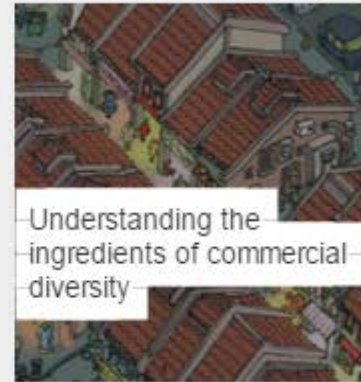 Understanding the
ingredients of commercial
diversity